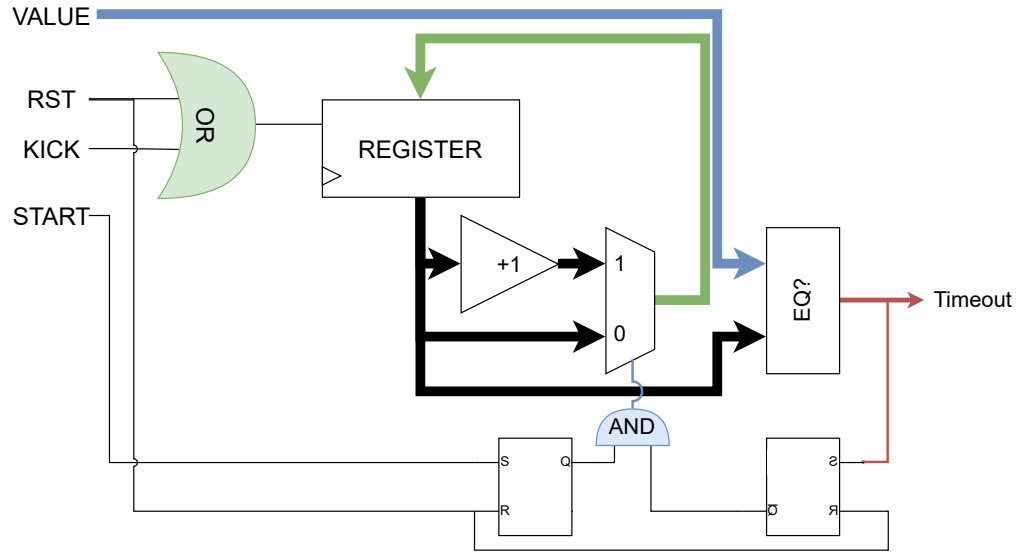 VALUE
RST
OR
KICK
REGISTER
START
+1
1
0
EQ?
Timeout
AND
S
Q
R
S
Q̅
R